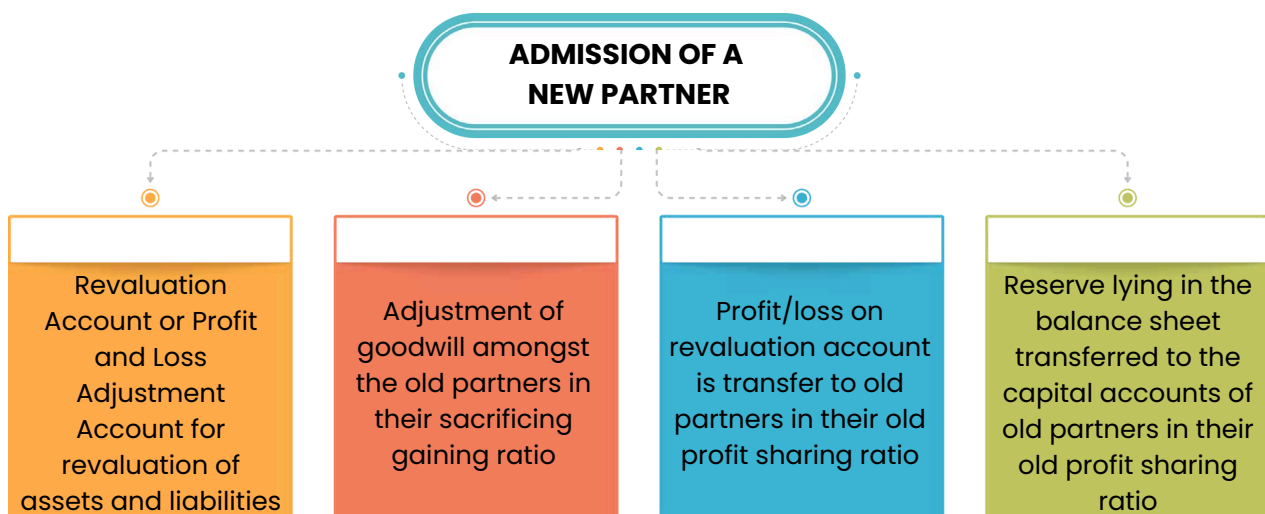 ADMISSION OF A
NEW PARTNER
Revaluation
Account or Profit
and Loss
Adjustment
Account for
revaluation of
assets and liabilities
Adjustment of
goodwill amongst
the old partners in
their sacrificing
gaining ratio
Profit/loss on
revaluation account
is transfer to old
partners in their old
profit sharing ratio
Reserve lying in the
balance sheet
transferred to the
capital accounts of
old partners in their
old profit sharing
ratio